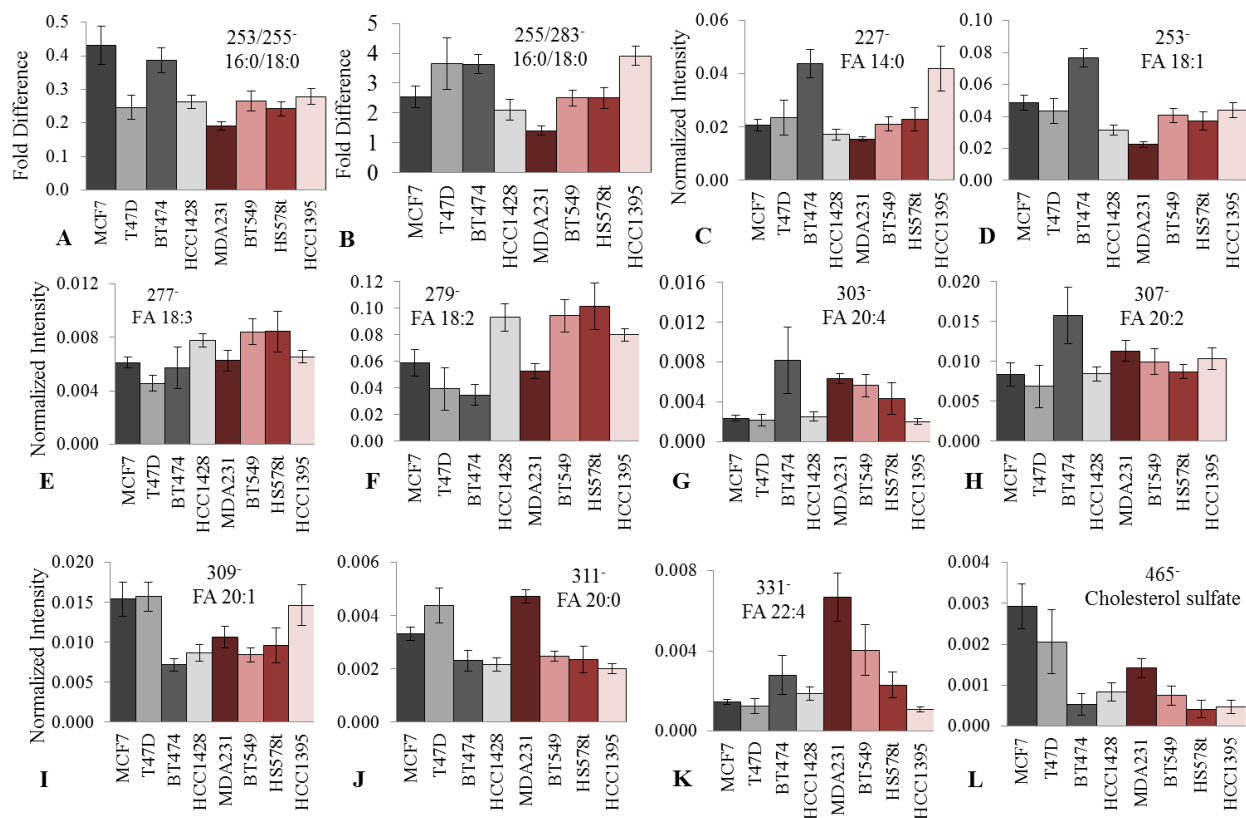 Fold Difference
0.5
0.4
0.3
0.2
0.1
0.0
253/255-
16:0/18:0
MCF7
T47D
BT474
HCC1428
MDA231
BT549
HS578t
HCC1395
A
Fold Difference
5
4
3
2
1
0
255/283-
16:0/18:0
MCF7
T47D
BT474
HCC1428
MDA231
BT549
HS578t
HCC1395
B
Normalized Intensity
0.06
0.04
0.02
0.00
227-
FA 14:0
MCF7
T47D
BT474
HCC1428
MDA231
BT549
HS578t
HCC1395
C
0.10
0.08
0.06
0.04
0.02
0.00
253-
FA 18:1
MCF7
T47D
BT474
HCC1428
MDA231
BT549
HS578t
HCC1395
D
Normalized Intensity
0.012
0.008
0.004
0.000
277-
FA 18:3
MCF7
T47D
BT474
HCC1428
MDA231
BT549
HS578t
HCC1395
E
0.12
0.10
0.08
0.06
0.04
0.02
0.00
279-
FA 18:2
MCF7
T47D
BT474
HCC1428
MDA231
BT549
HS578t
HCC1395
F
0.016
0.012
0.008
0.004
0.000
303-
FA 20:4
MCF7
T47D
BT474
HCC1428
MDA231
BT549
HS578t
HCC1395
G
0.020
0.015
0.010
0.005
0.000
307-
FA 20:2
MCF7
T47D
BT474
HCC1428
MDA231
BT549
HS578t
HCC1395
H
Normalized Intensity
0.020
0.015
0.010
0.005
0.000
309-
FA 20:1
MCF7
T47D
BT474
HCC1428
MDA231
BT549
HS578t
HCC1395
I
0.006
0.004
0.002
0.000
311-
FA 20:0
MCF7
T47D
BT474
HCC1428
MDA231
BT549
HS578t
HCC1395
J
0.008
0.004
0.000
331-
FA 22:4
MCF7
T47D
BT474
HCC1428
MDA231
BT549
HS578t
HCC1395
K
0.004
0.003
0.002
0.001
0.000
465-
Cholesterol sulfate
MCF7
T47D
BT474
HCC1428
MDA231
BT549
HS578t
HCC1395
L